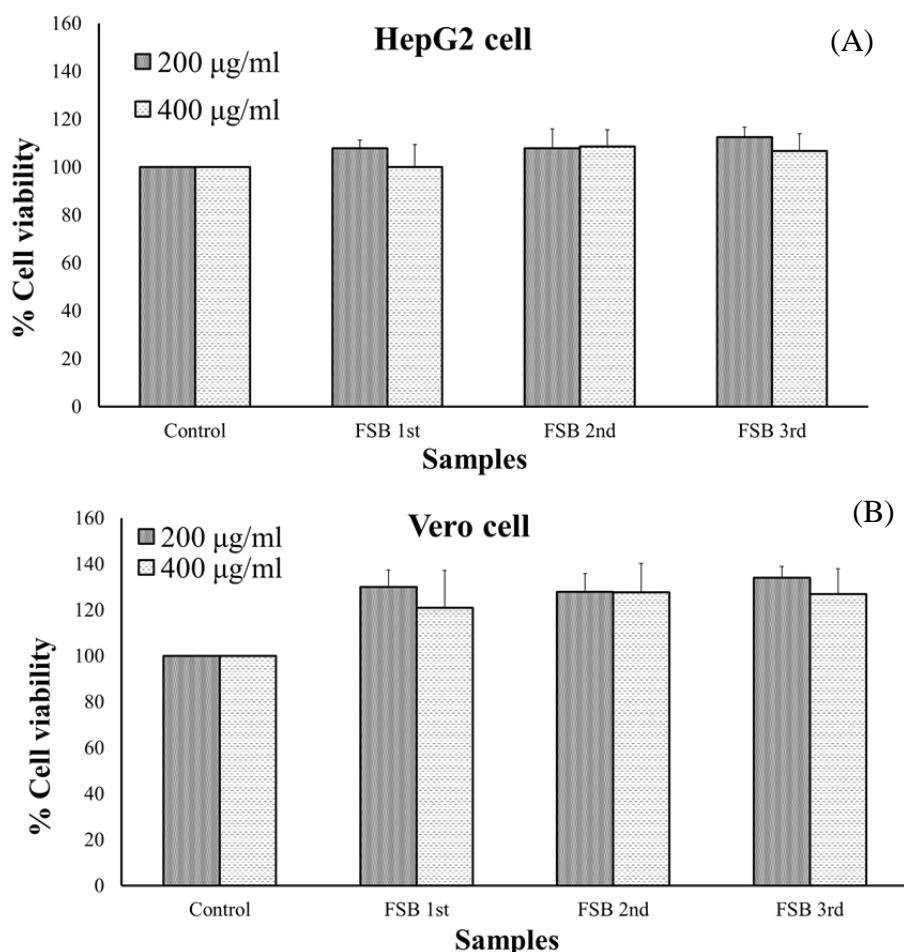 HepG2 cell
(A)
200 μg/ml
400 μg/ml
% Cell viability
160
140
120
100
80
60
40
20
0
Control FSB 1st FSB 2nd FSB 3rd
Samples
Vero cell
(B)
200 μg/ml
400 μg/ml
% Cell viability
160
140
120
100
80
60
40
20
0
Control FSB 1st FSB 2nd FSB 3rd
Samples